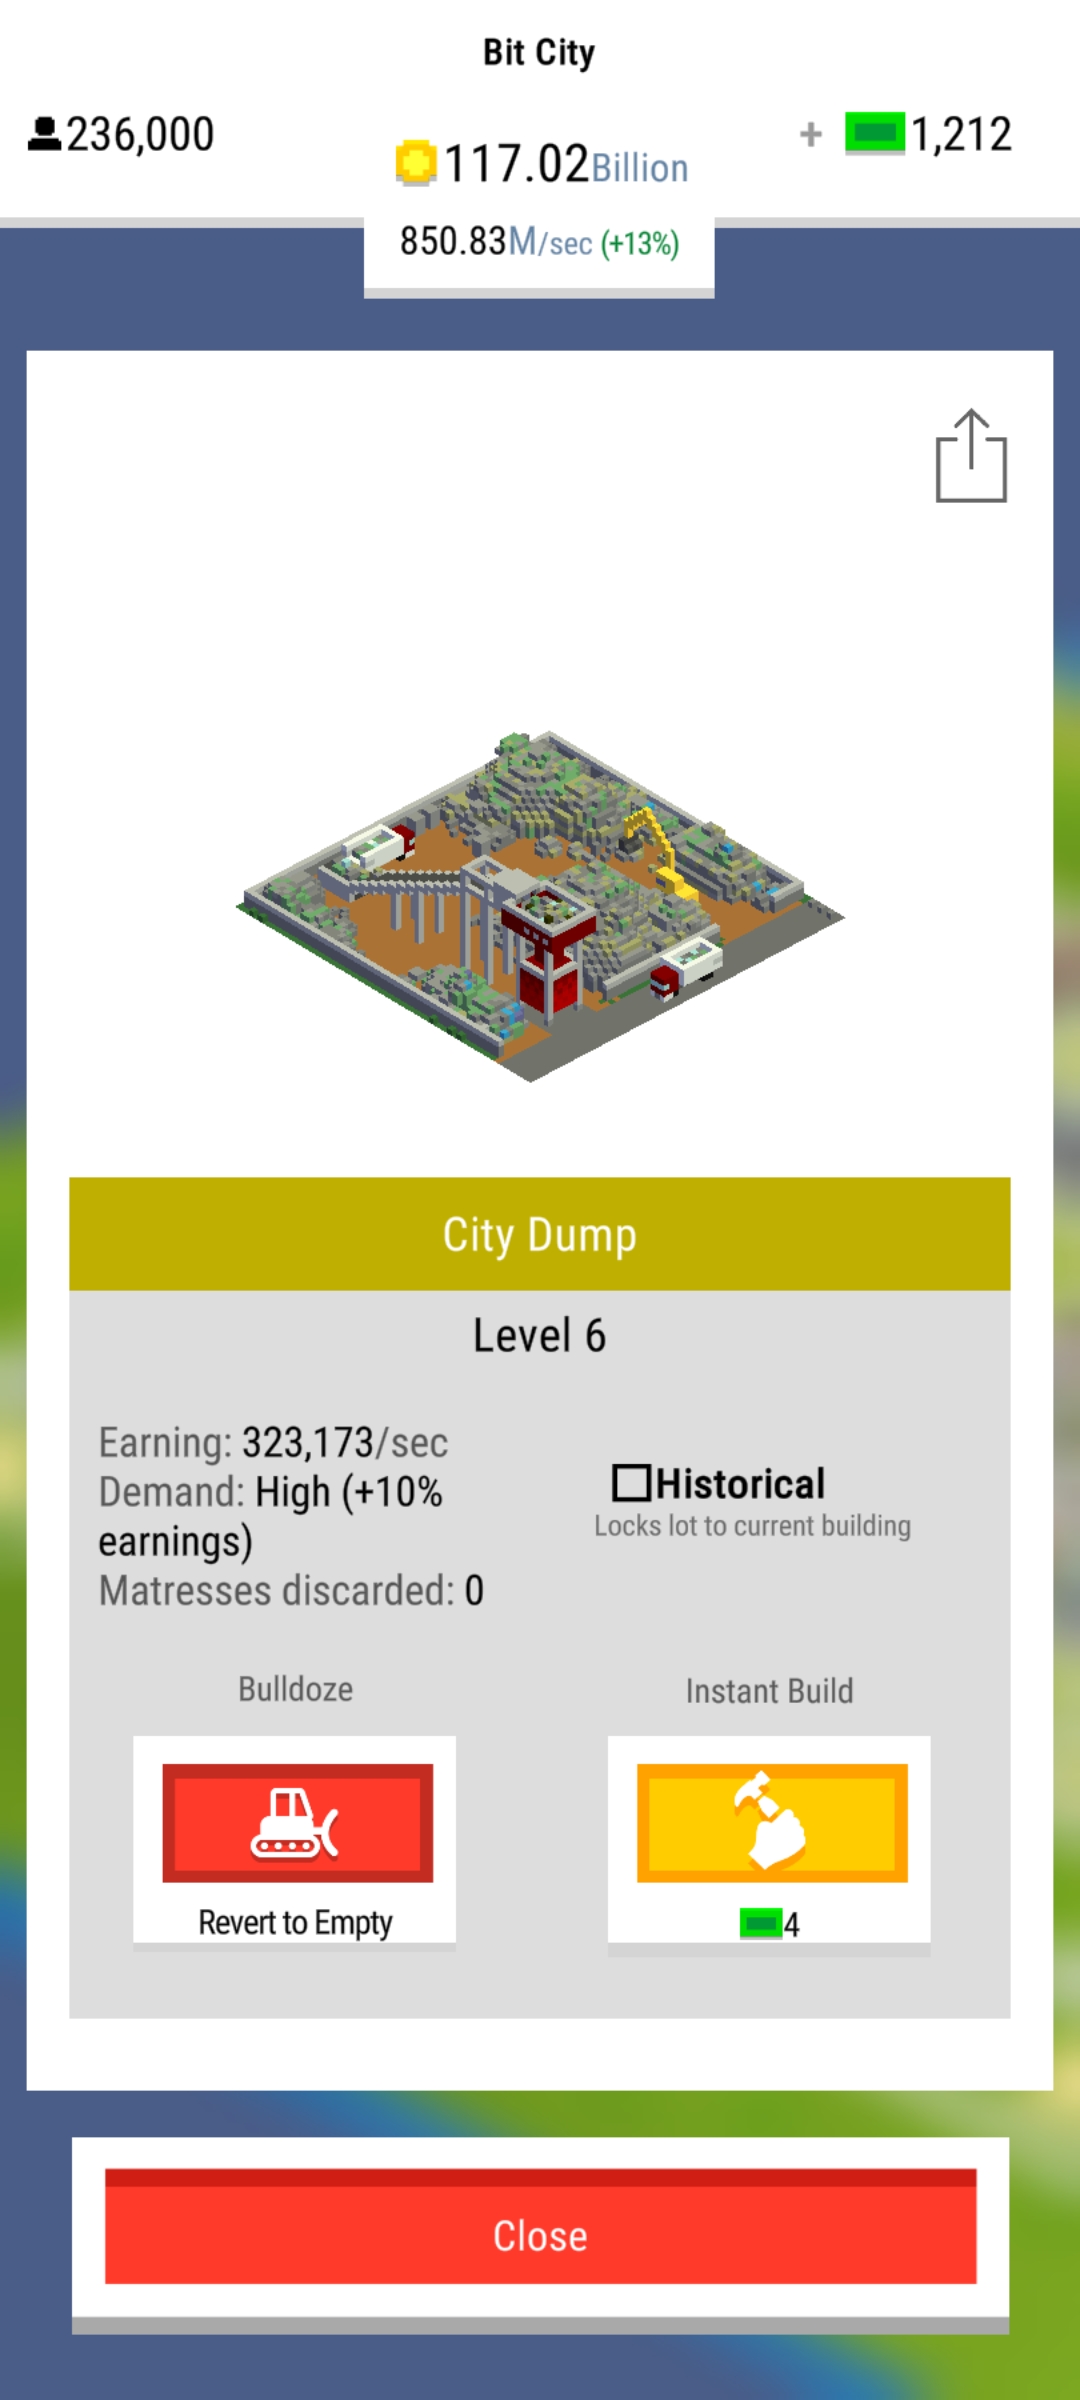 Bit City
236,000
117.02Billion
+ 1,212
850.83M/sec (+13%)
City Dump
Level 6
Earning: 323,173/sec
Demand: High (+10%
earnings)
Matresses discarded: 0
Historical
Locks lot to current building
Bulldoze
Revert to Empty
Instant Build
4
Close